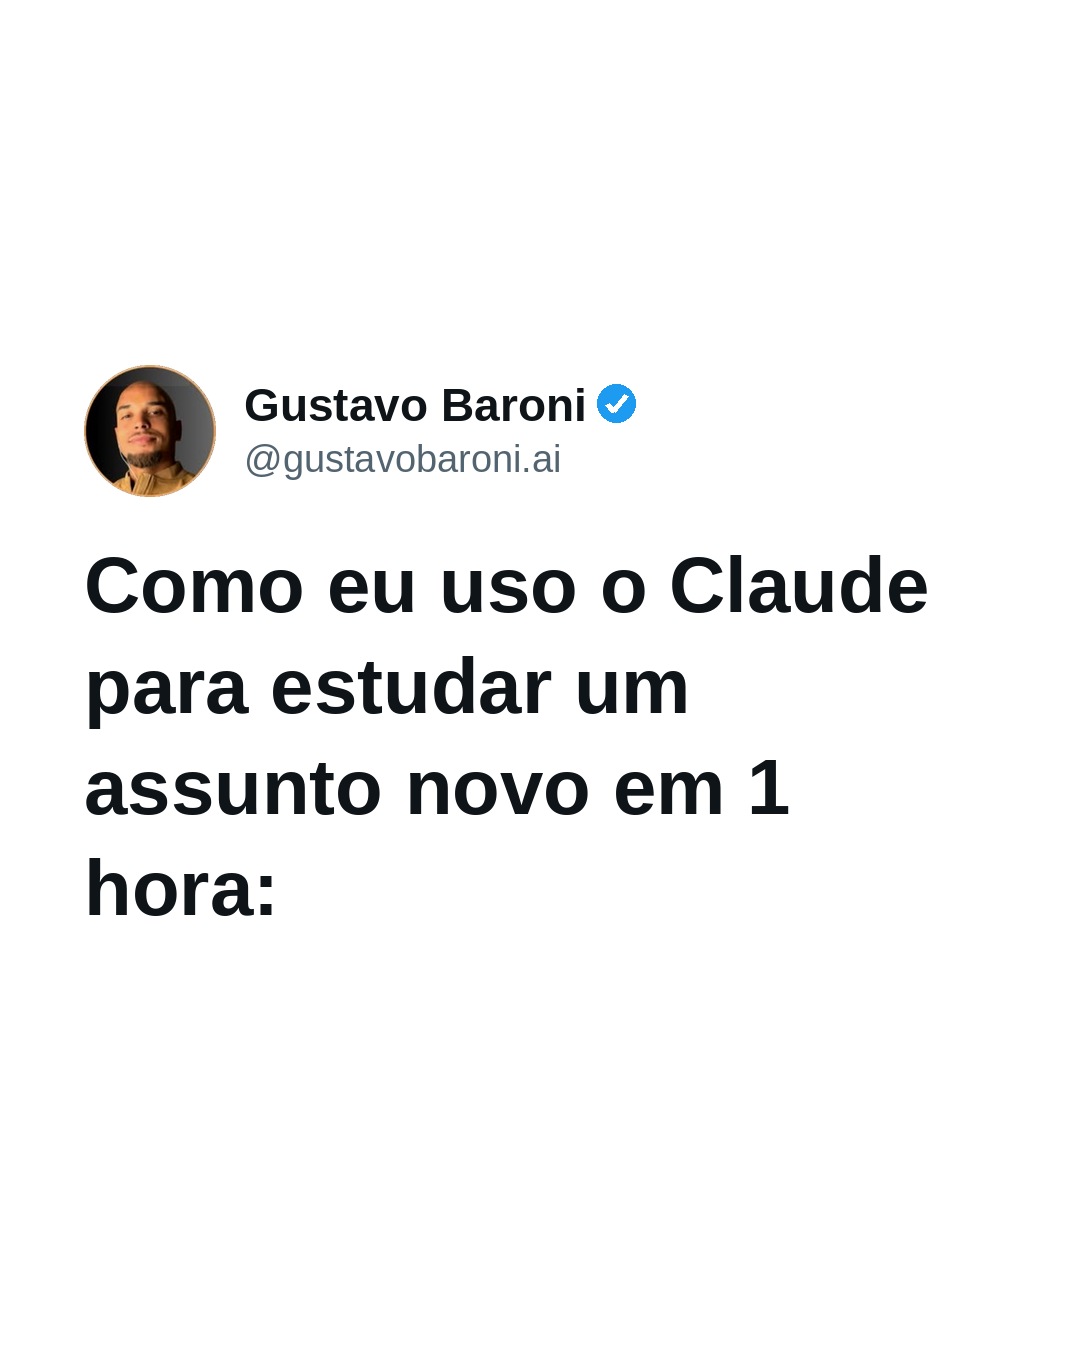 Gustavo Baroni
@gustavobaroni.ai
Como eu uso o Claude
para estudar um
assunto novo em 1
hora: